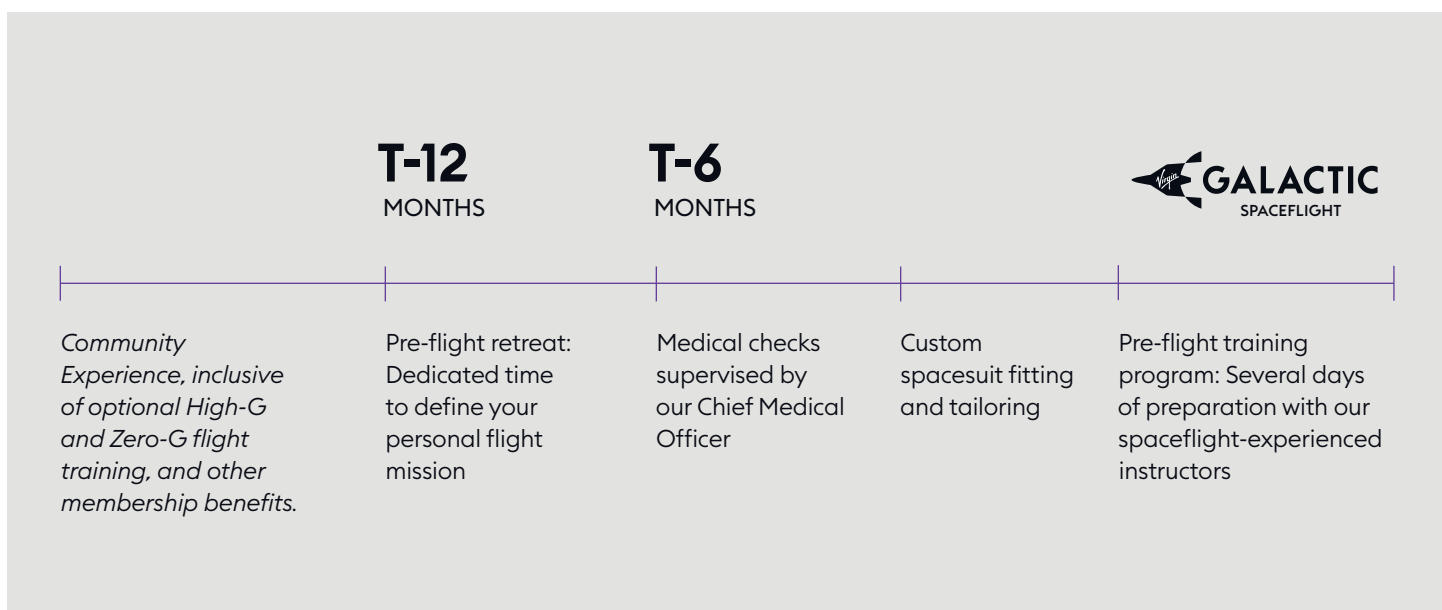 T-12
MONTHS
T-6
MONTHS
Virgin
GALACTIC
SPACEFLIGHT
Community
Experience, inclusive
of optional High-G
and Zero-G flight
training, and other
membership benefits.
Pre-flight retreat:
Dedicated time
to define your
personal flight
mission
Medical checks
supervised by
our Chief Medical
Officer
Custom
spacesuit fitting
and tailoring
Pre-flight training
program: Several days
of preparation with our
spaceflight-experienced
instructors